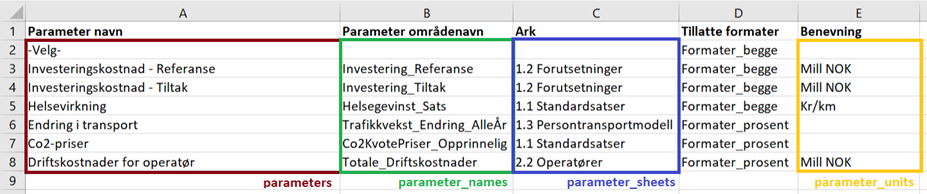 A B C D E
1 Parameter navn Parameter områdenavn Ark Tillatte formater Benevning
2 -Velg- Formater_begge
3 Investeringskostnad - Referanse Investering_Referanse 1.2 Forutsetninger Formater_begge Mill NOK
4 Investeringskostnad - Tiltak Investering_Tiltak 1.2 Forutsetninger Formater_begge Mill NOK
5 Helsevirkning Helsegevinst_Sats 1.1 Standardsatser Formater_begge Kr/km
6 Endring i transport Trafikkvekst_Endring_AlleÅr 1.3 Persontransportmodell Formater_prosent
7 Co2-priser Co2KvotePriser_Opprinnelig 1.1 Standardsatser Formater_prosent
8 Driftskostnader for operatør Totale_Driftskostnader 2.2 Operatører Formater_prosent Mill NOK
9 parameters parameter_names parameter_sheets parameter_units